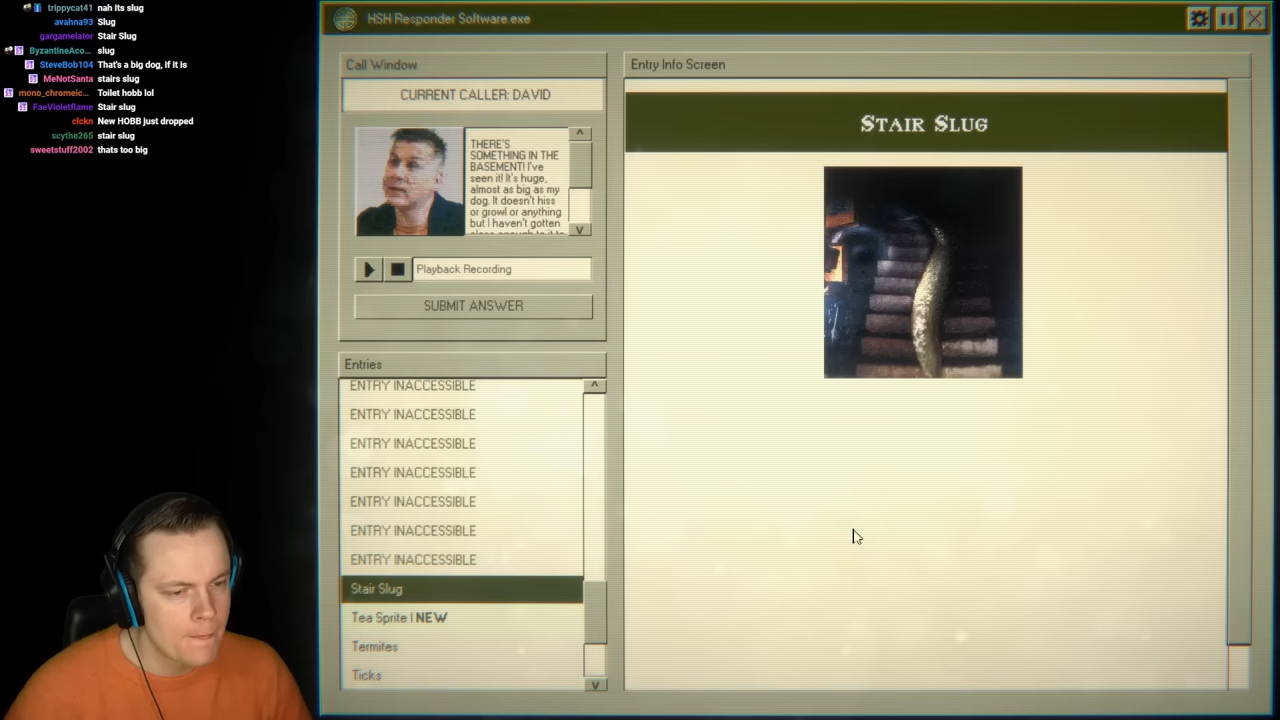 trippycat41 nah its slug
avahna93 Slug
gargamelator Stair Slug
ByzantineAco... slug
SteveBob104 That's a big dog, if it is
MeNotSanta stairs slug
mono_chromeic... Toilet hobb lol
FaeVioletflame Stair slug
clckn New HOBB just dropped
scythe265 stair slug
sweetstuff2002 thats too big
HSH Responder Software.exe
Call Window
CURRENT CALLER: DAVID
THERE'S
SOMETHING IN THE
BASEMENT! I've
seen it! It's huge,
almost as big as my
dog. It doesn't hiss
or growl or anything
but I haven't gotten
close enough to it to
Playback Recording
SUBMIT ANSWER
Entries
ENTRY INACCESSIBLE
ENTRY INACCESSIBLE
ENTRY INACCESSIBLE
ENTRY INACCESSIBLE
ENTRY INACCESSIBLE
ENTRY INACCESSIBLE
ENTRY INACCESSIBLE
Stair Slug
Tea Sprite | NEW
Termites
Ticks
Entry Info Screen
Stair Slug